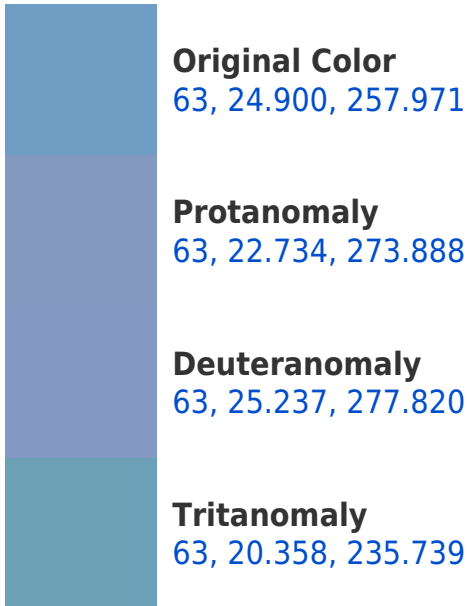 Original Color
63, 24.900, 257.971
Protanomaly
63, 22.734, 273.888
Deuteranomaly
63, 25.237, 277.820
Tritanomaly
63, 20.358, 235.739